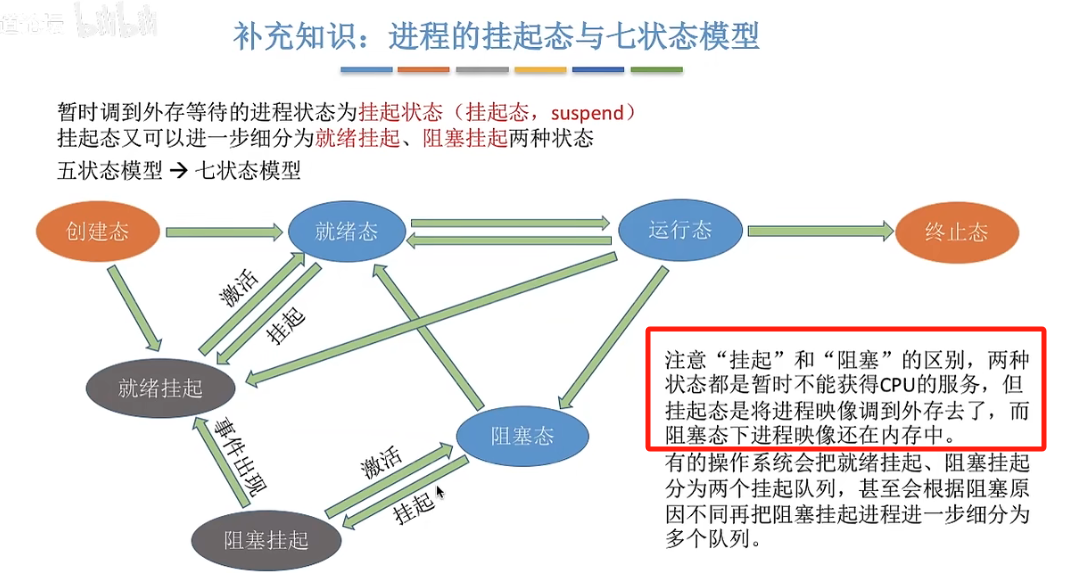 补充知识：进程的挂起态与七状态模型
暂时调到外存等待的进程状态为挂起状态（挂起态，suspend）
挂起态又可以进一步细分为就绪挂起、阻塞挂起两种状态
五状态模型 → 七状态模型
创建态
就绪态
运行态
终止态
激活
挂起
就绪挂起
注意“挂起”和“阻塞”的区别，两种
状态都是暂时不能获得CPU的服务，但
挂起态是将进程映像调到外存去了，而
阻塞态下进程映像还在内存中。
有的操作系统会把就绪挂起、阻塞挂起
分为两个挂起队列，甚至会根据阻塞原
因不同再把阻塞挂起进程进一步细分为
多个队列。
阻塞态
事件出现
激活
挂起
阻塞挂起